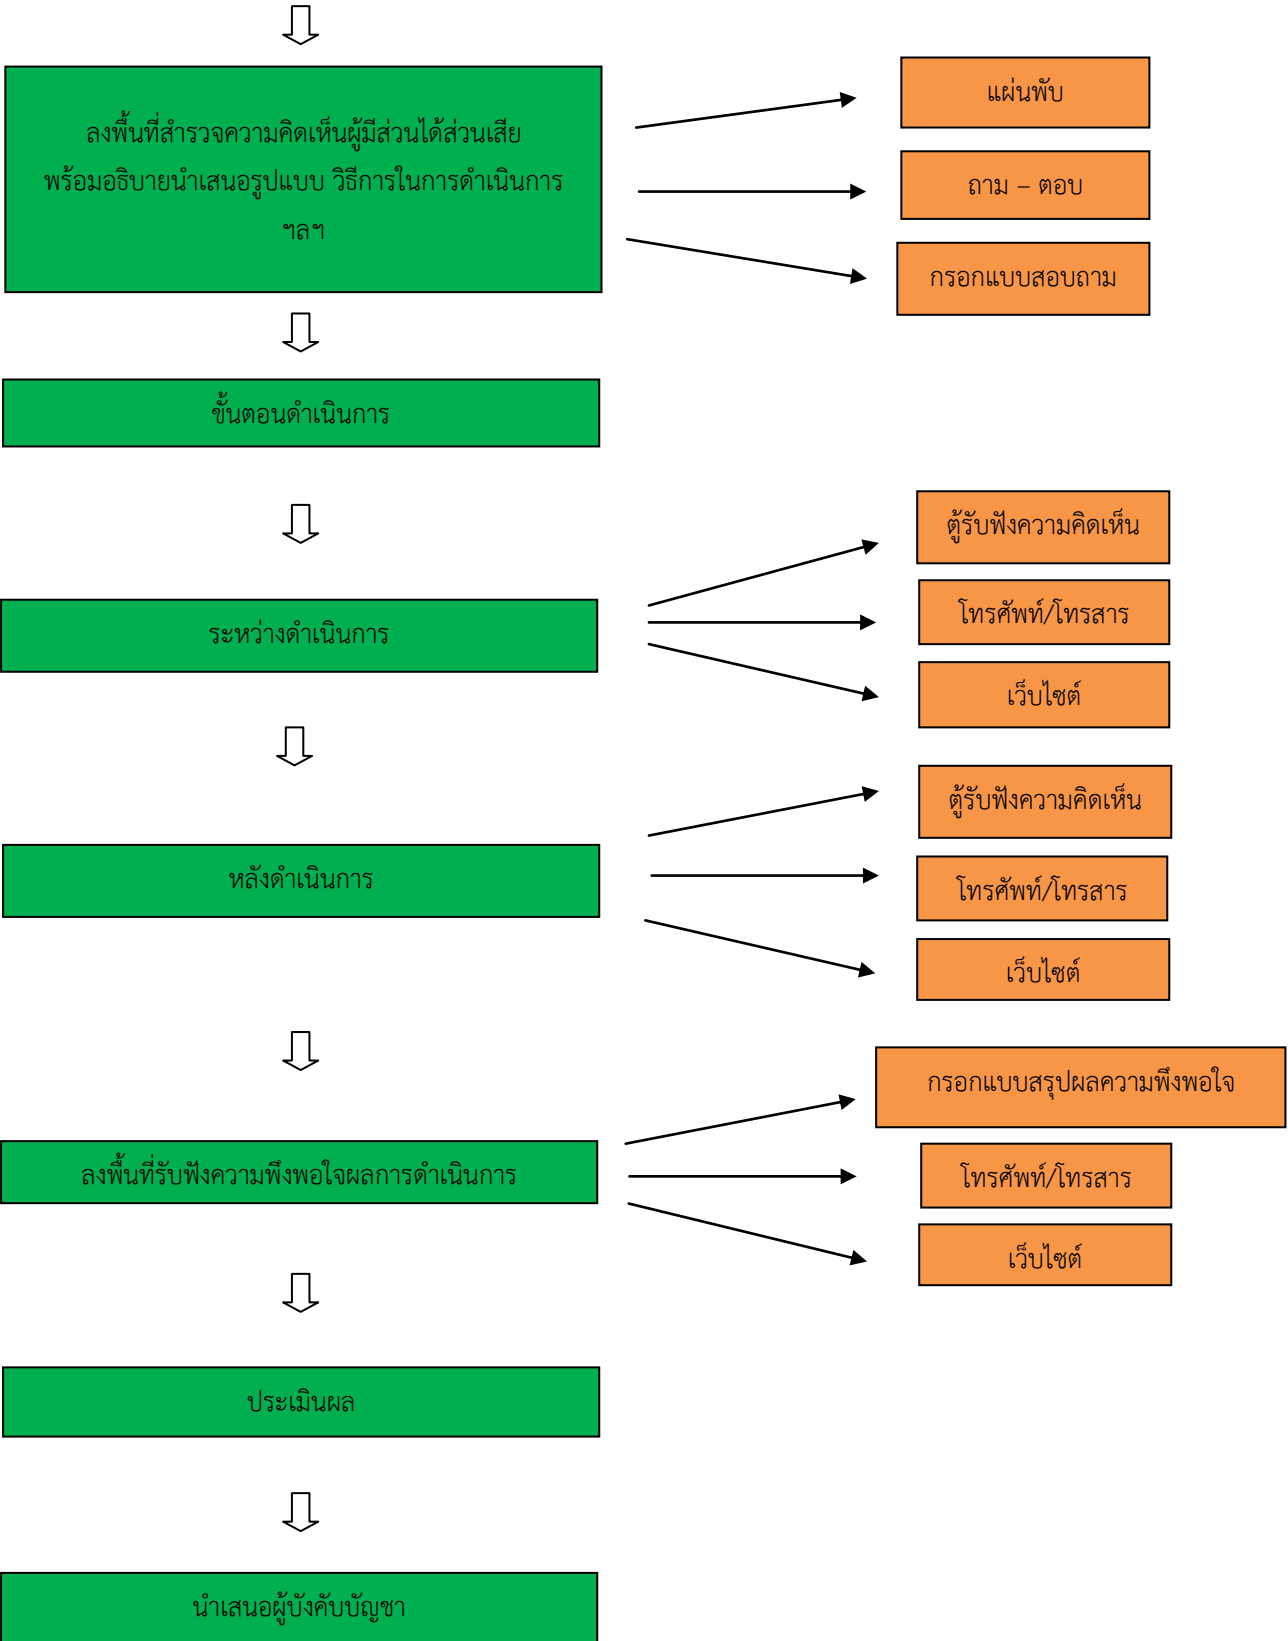 ลงพื้นที่สำรวจความคิดเห็นผู้มีส่วนได้ส่วนเสีย
พร้อมอธิบายนำเสนอรูปแบบ วิธีการในการดำเนินการ
ฯลฯ
แผ่นพับ
ถาม – ตอบ
กรอกแบบสอบถาม
ขั้นตอนดำเนินการ
ระหว่างดำเนินการ
ตู้รับฟังความคิดเห็น
โทรศัพท์/โทรสาร
เว็บไซต์
หลังดำเนินการ
ตู้รับฟังความคิดเห็น
โทรศัพท์/โทรสาร
เว็บไซต์
ลงพื้นที่รับฟังความพึงพอใจผลการดำเนินการ
กรอกแบบสรุปผลความพึงพอใจ
โทรศัพท์/โทรสาร
เว็บไซต์
ประเมินผล
นำเสนอผู้บังคับบัญชา